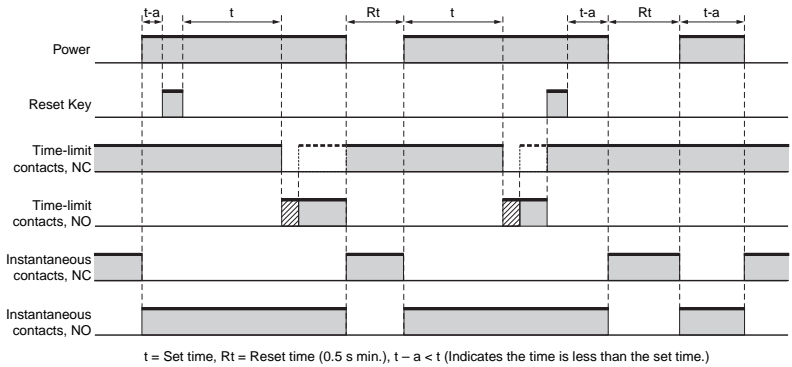 t-a t Rt t t-a Rt t-a
Power
Reset Key
Time-limit
contacts, NC
Time-limit
contacts, NO
Instantaneous
contacts, NC
Instantaneous
contacts, NO
t = Set time, Rt = Reset time (0.5 s min.), t – a < t (Indicates the time is less than the set time.)